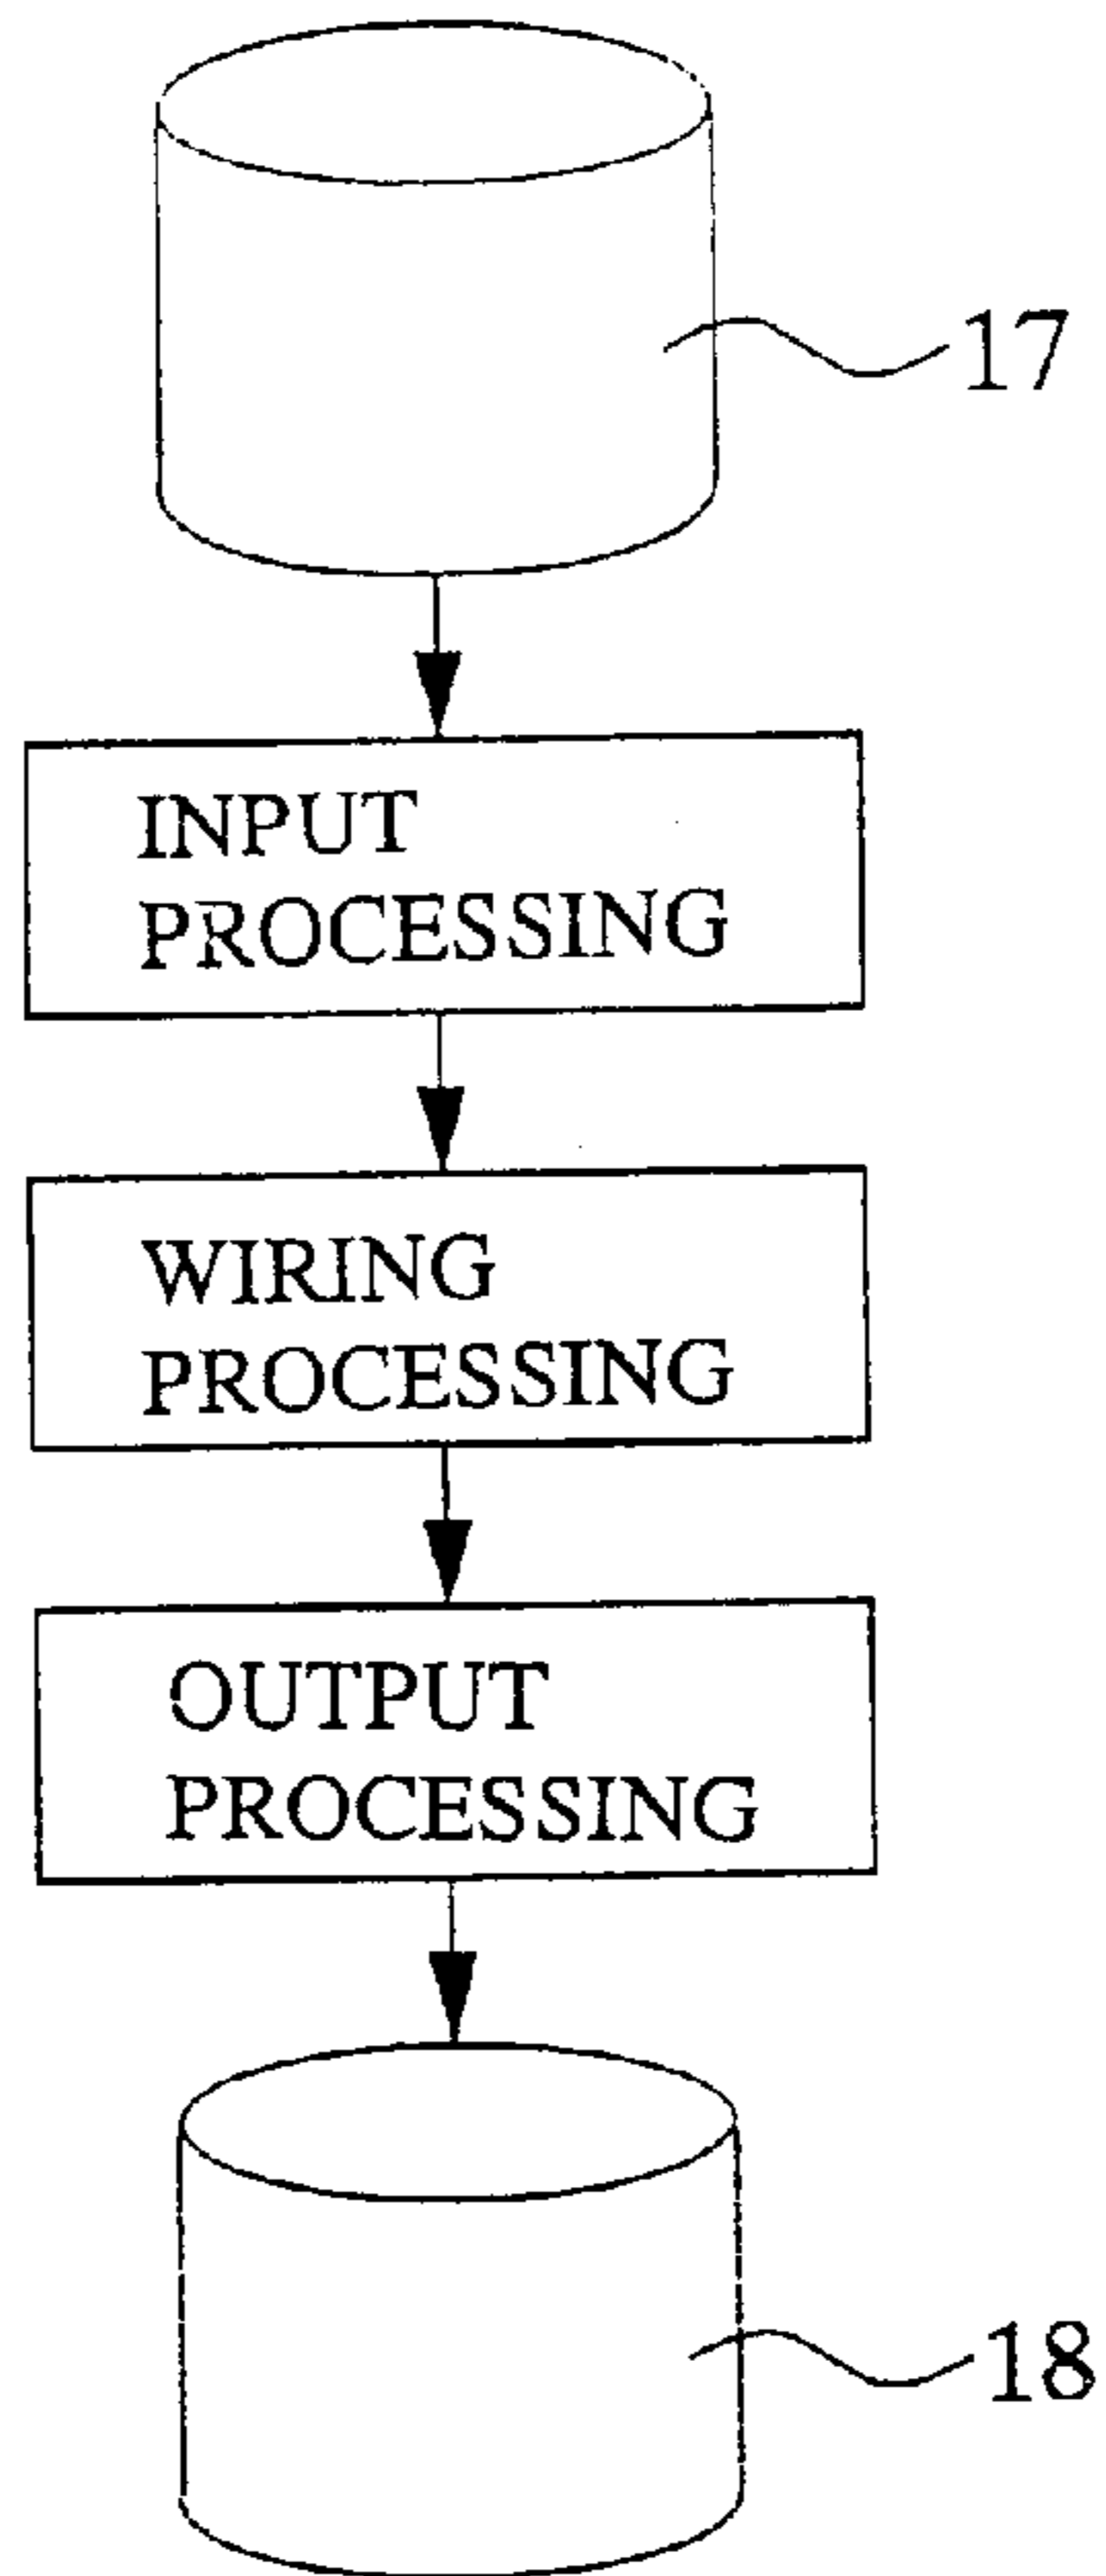 17
INPUT
PROCESSING
WIRING
PROCESSING
OUTPUT
PROCESSING
18